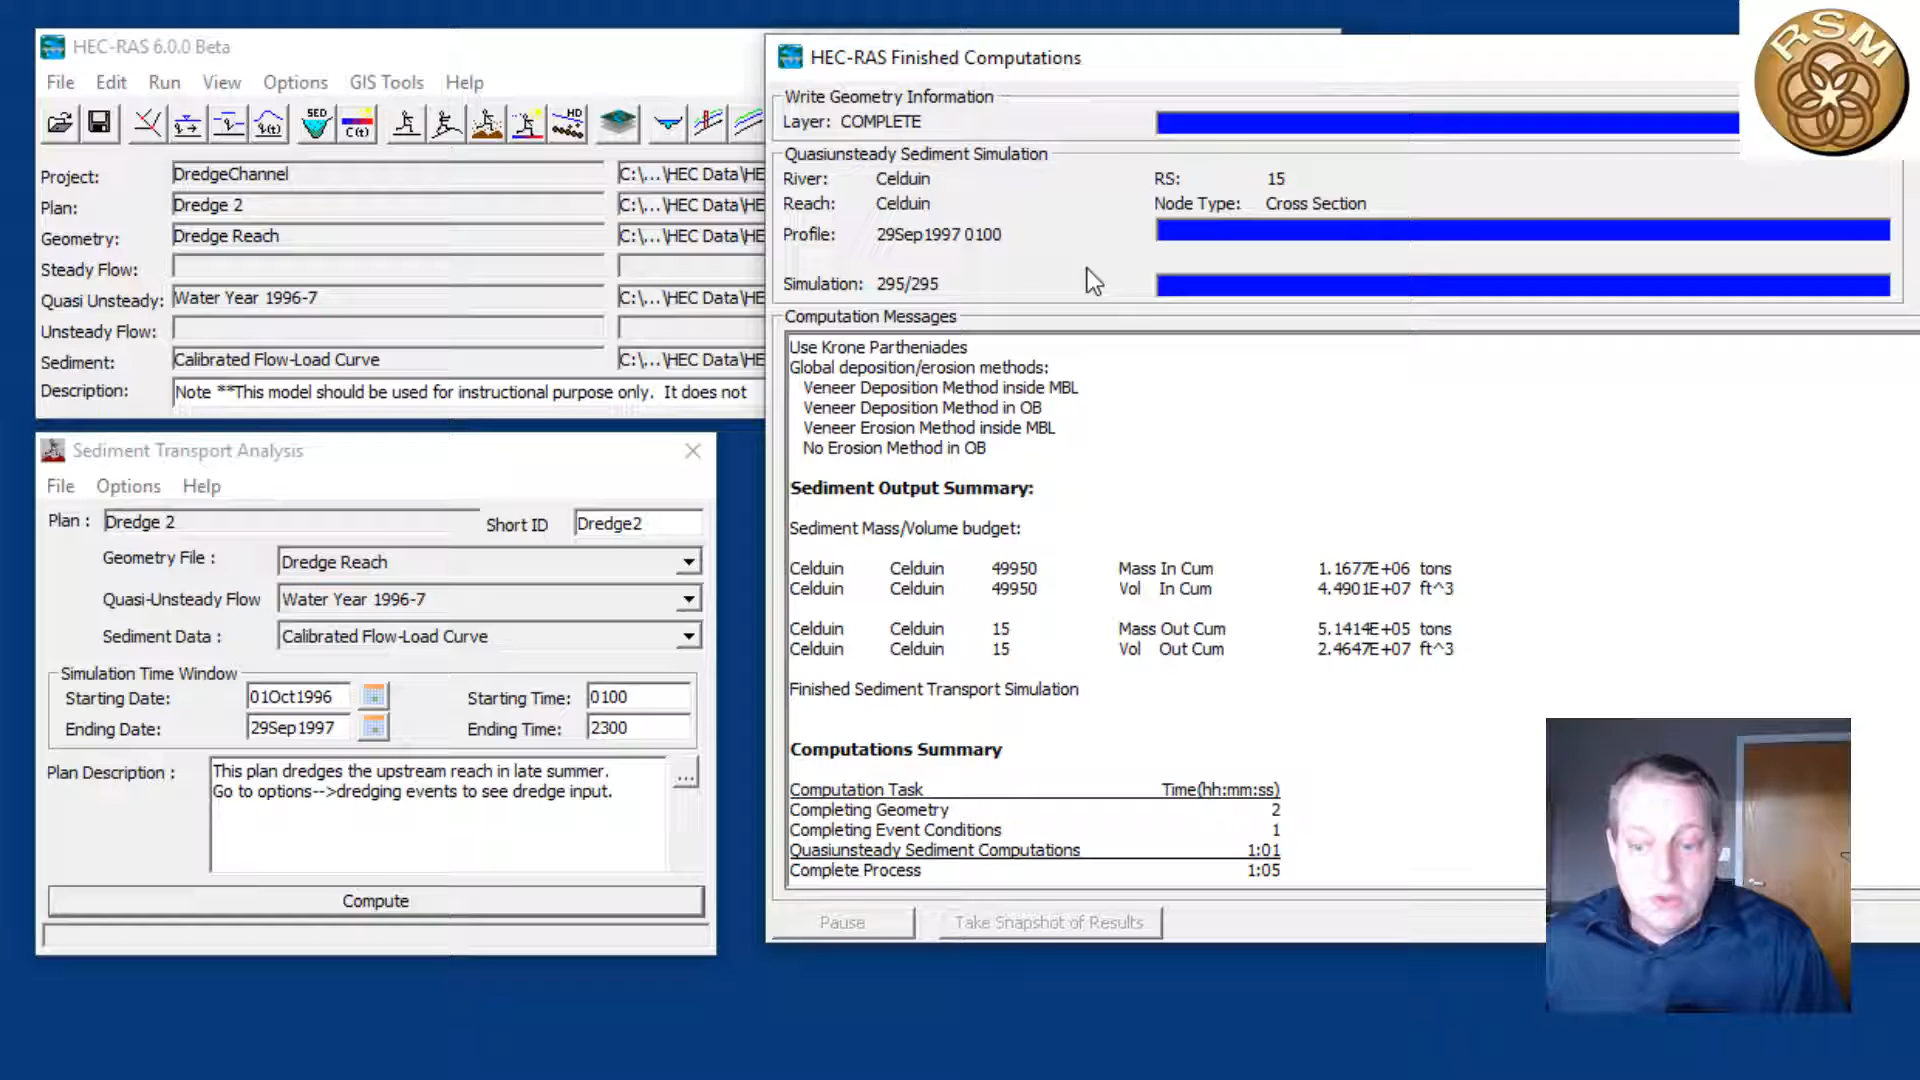 HEC-RAS 6.0.0 Beta
File Edit Run View Options GIS Tools Help
SED
C(t)
HD
Project: DredgeChannel C:\...\HEC Data\HE
Plan: Dredge 2 C:\...\HEC Data\HE
Geometry: Dredge Reach C:\...\HEC Data\HE
Steady Flow:
Quasi Unsteady: Water Year 1996-7 C:\...\HEC Data\HE
Unsteady Flow:
Sediment: Calibrated Flow-Load Curve C:\...\HEC Data\HE
Description: Note **This model should be used for instructional purpose only. It does not
Sediment Transport Analysis
File Options Help
Plan : Dredge 2 Short ID Dredge2
Geometry File : Dredge Reach
Quasi-Unsteady Flow Water Year 1996-7
Sediment Data : Calibrated Flow-Load Curve
Simulation Time Window
Starting Date: 01Oct1996 Starting Time: 0100
Ending Date: 29Sep1997 Ending Time: 2300
Plan Description : This plan dredges the upstream reach in late summer.
Go to options-->dredging events to see dredge input.
...
Compute
HEC-RAS Finished Computations
Write Geometry Information
Layer: COMPLETE
Quasiunsteady Sediment Simulation
River: Celduin RS: 15
Reach: Celduin Node Type: Cross Section
Profile: 29Sep1997 0100
Simulation: 295/295
Computation Messages
Use Krone Partheniades
Global deposition/erosion methods:
Veneer Deposition Method inside MBL
Veneer Deposition Method in OB
Veneer Erosion Method inside MBL
No Erosion Method in OB
Sediment Output Summary:
Sediment Mass/Volume budget:
Celduin Celduin 49950 Mass In Cum 1.1677E+06 tons
Celduin Celduin 49950 Vol In Cum 4.4901E+07 ft^3
Celduin Celduin 15 Mass Out Cum 5.1414E+05 tons
Celduin Celduin 15 Vol Out Cum 2.4647E+07 ft^3
Finished Sediment Transport Simulation
Computations Summary
Computation Task Time(hh:mm:ss)
Completing Geometry 2
Completing Event Conditions 1
Quasiunsteady Sediment Computations 1:01
Complete Process 1:05
Pause Take Snapshot of Results
RSM